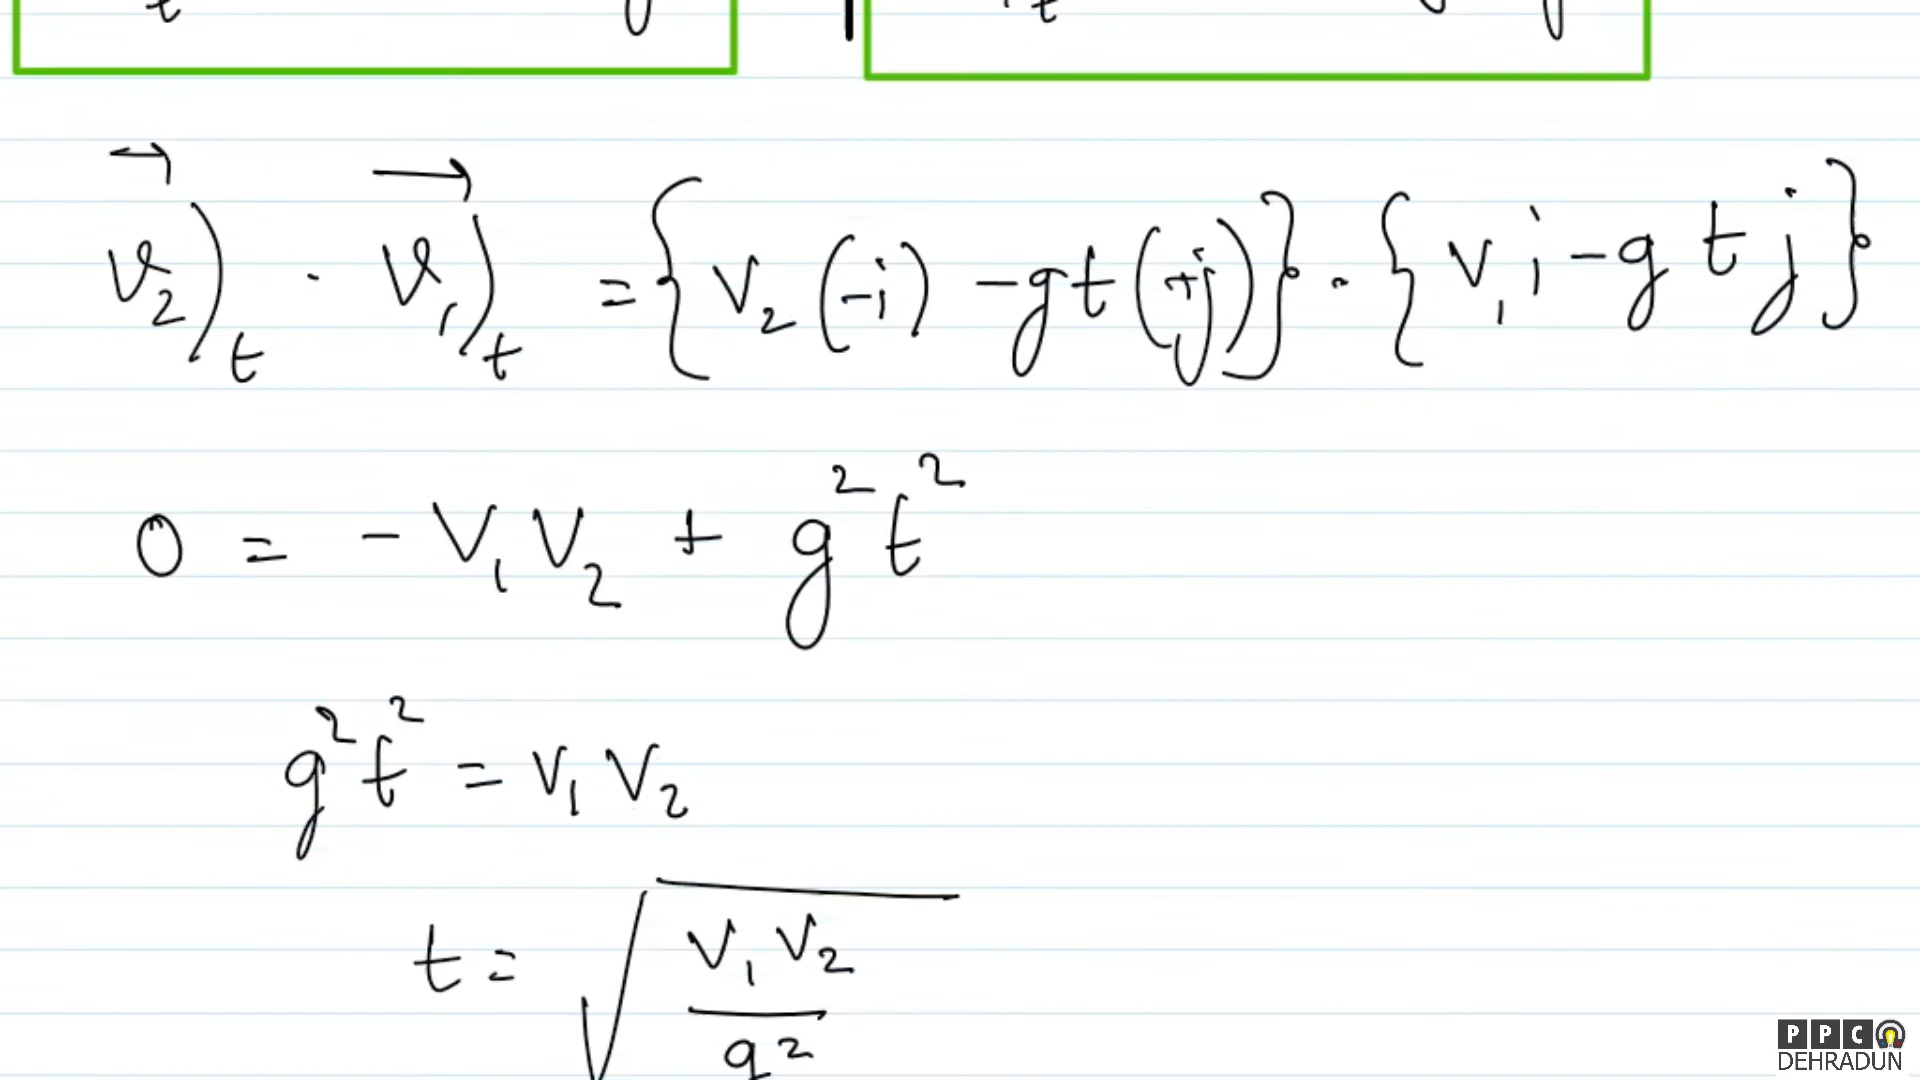 v₂⃗)ₜ · v₁⃗)ₜ = {v₂(-i) - gt(+j)} · {v₁i - gtj}
0 = - V₁V₂ + g²t²
g²t² = V₁V₂
t = √(V₁V₂/g²)
PPC
DEHRADUN